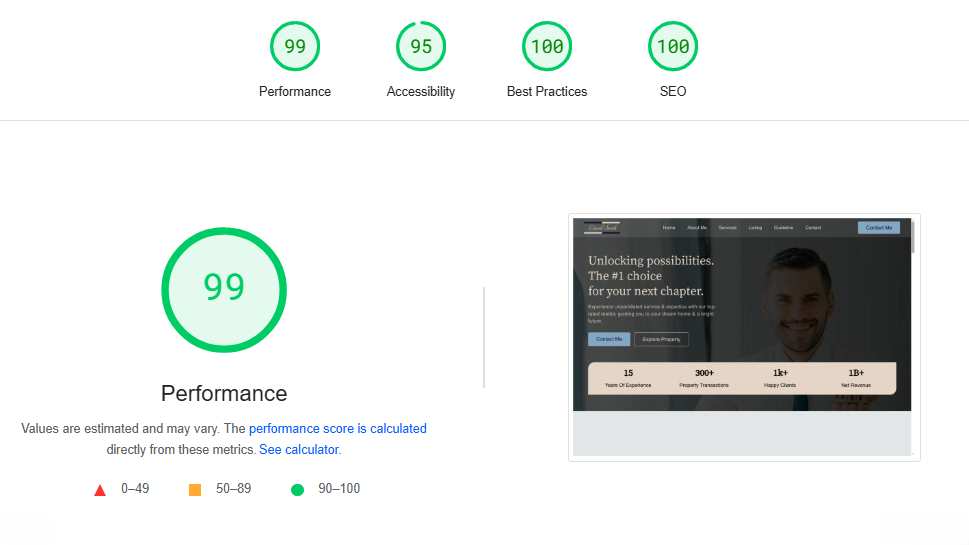 99
95
100
100
Performance
Accessibility
Best Practices
SEO
99
Performance
Values are estimated and may vary. The performance score is calculated
directly from these metrics. See calculator.
0–49
50–89
90–100
Home
About Me
Services
Listing
Guideline
Contact
Contact Me
Unlocking possibilities.
The #1 choice
for your next chapter.
Experience unparalleled service & expertise with our top-
rated realtor, guiding you to your dream home & a bright
future.
Contact Me
Explore Property
15
300+
1k+
1B+
Years Of Experience
Property Transactions
Happy Clients
Net Revenue